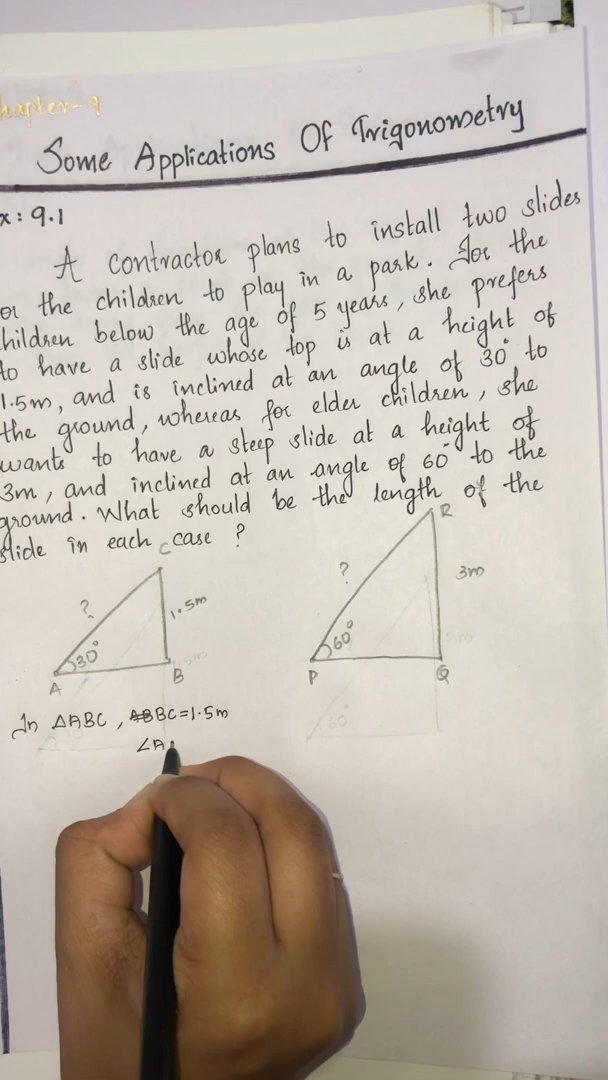 hapter-9
Some Applications Of Trigonometry
x: 9.1
A contractor plans to install two slides
or the children to play in a park. For the
hildren below the age of 5 years, she prefers
to have a slide whose top is at a height of
1.5m, and is inclined at an angle of 30° to
the ground, whereas for elder children, she
wants to have a steep slide at a height of
3m, and inclined at an angle of 60° to the
ground. What should be the length of the
slide in each case ?
C
R
?
1.5m
?
3m
30°
60°
A
B
P
Q
In △ABC, AB BC=1.5m
∠A